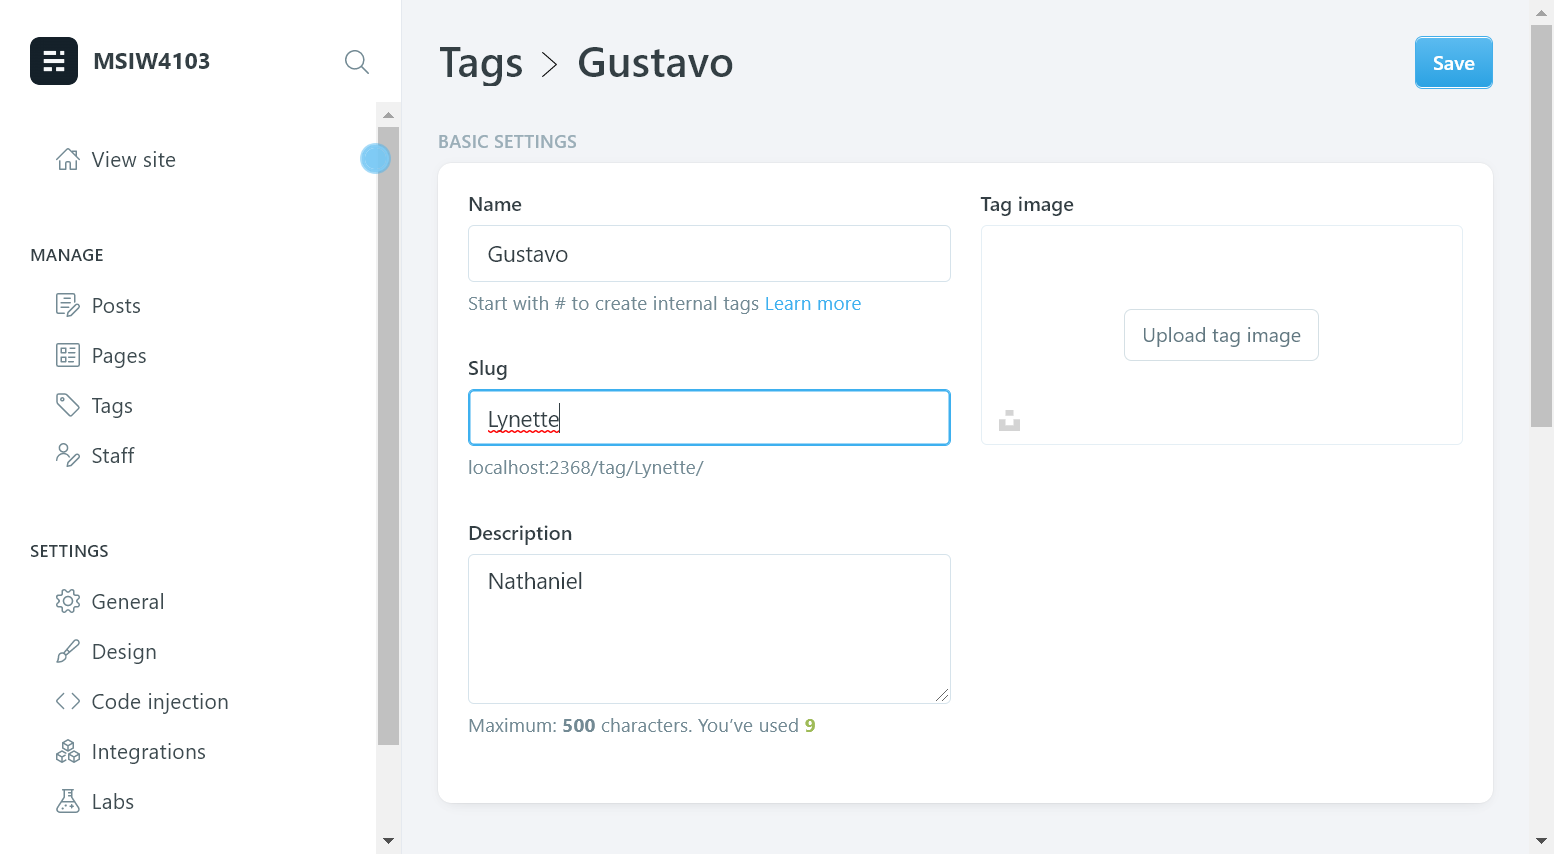 MSIW4103
View site
MANAGE
Posts
Pages
Tags
Staff
SETTINGS
General
Design
Code injection
Integrations
Labs
Tags > Gustavo
Save
BASIC SETTINGS
Name
Gustavo
Start with # to create internal tags Learn more
Slug
Lynette
localhost:2368/tag/Lynette/
Description
Nathaniel
Maximum: 500 characters. You’ve used 9
Tag image
Upload tag image